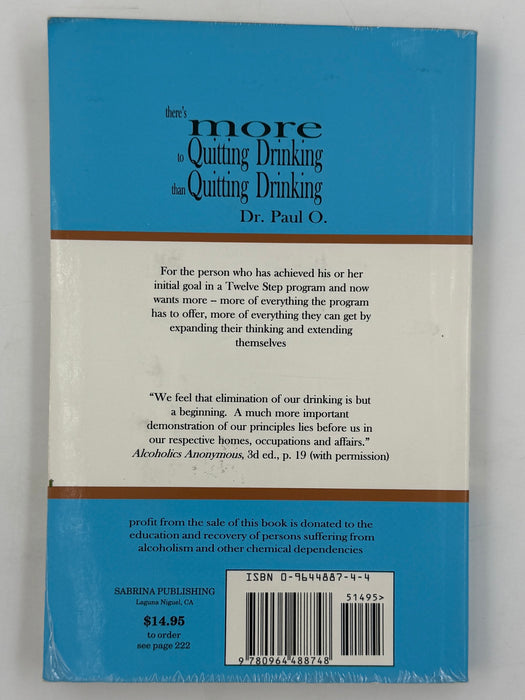 there's
more
to Quitting Drinking
than Quitting Drinking
Dr. Paul O.
For the person who has achieved his or her
initial goal in a Twelve Step program and now
wants more – more of everything the program
has to offer, more of everything they can get by
expanding their thinking and extending
themselves
“We feel that elimination of our drinking is but
a beginning. A much more important
demonstration of our principles lies before us in
our respective homes, occupations and affairs.”
Alcoholics Anonymous, 3d ed., p. 19 (with permission)
profit from the sale of this book is donated to the
education and recovery of persons suffering from
alcoholism and other chemical dependencies
SABRINA PUBLISHING
Laguna Niguel, CA
$14.95
to order
see page 222
ISBN 0-9644887-4-4
51495>
9 780964 488748